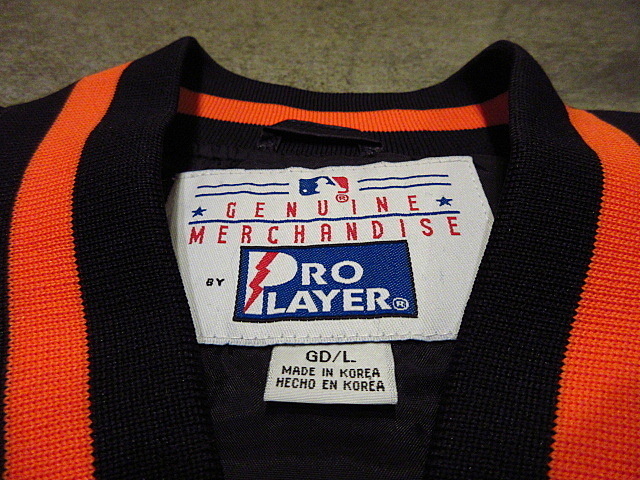 ®
GENUINE
MERCHANDISE
BY PRO
PLAYER®
GD/L
MADE IN KOREA
HECHO EN KOREA